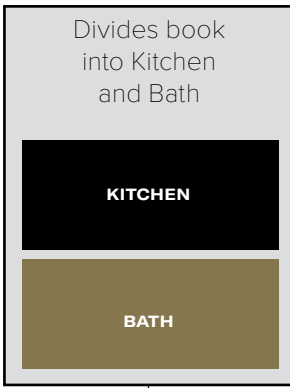 Divides book
into Kitchen
and Bath
KITCHEN
BATH